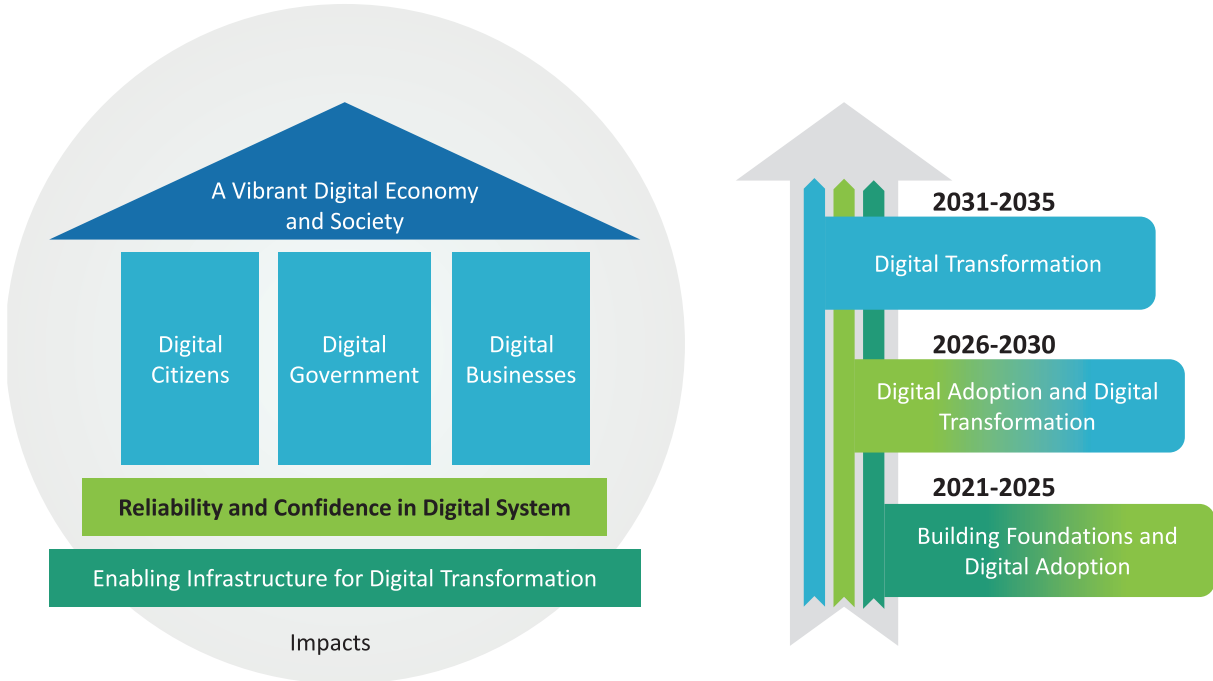 A Vibrant Digital Economy
and Society
Digital
Citizens
Digital
Government
Digital
Businesses
Reliability and Confidence in Digital System
Enabling Infrastructure for Digital Transformation
Impacts
2031-2035
Digital Transformation
2026-2030
Digital Adoption and Digital
Transformation
2021-2025
Building Foundations and
Digital Adoption